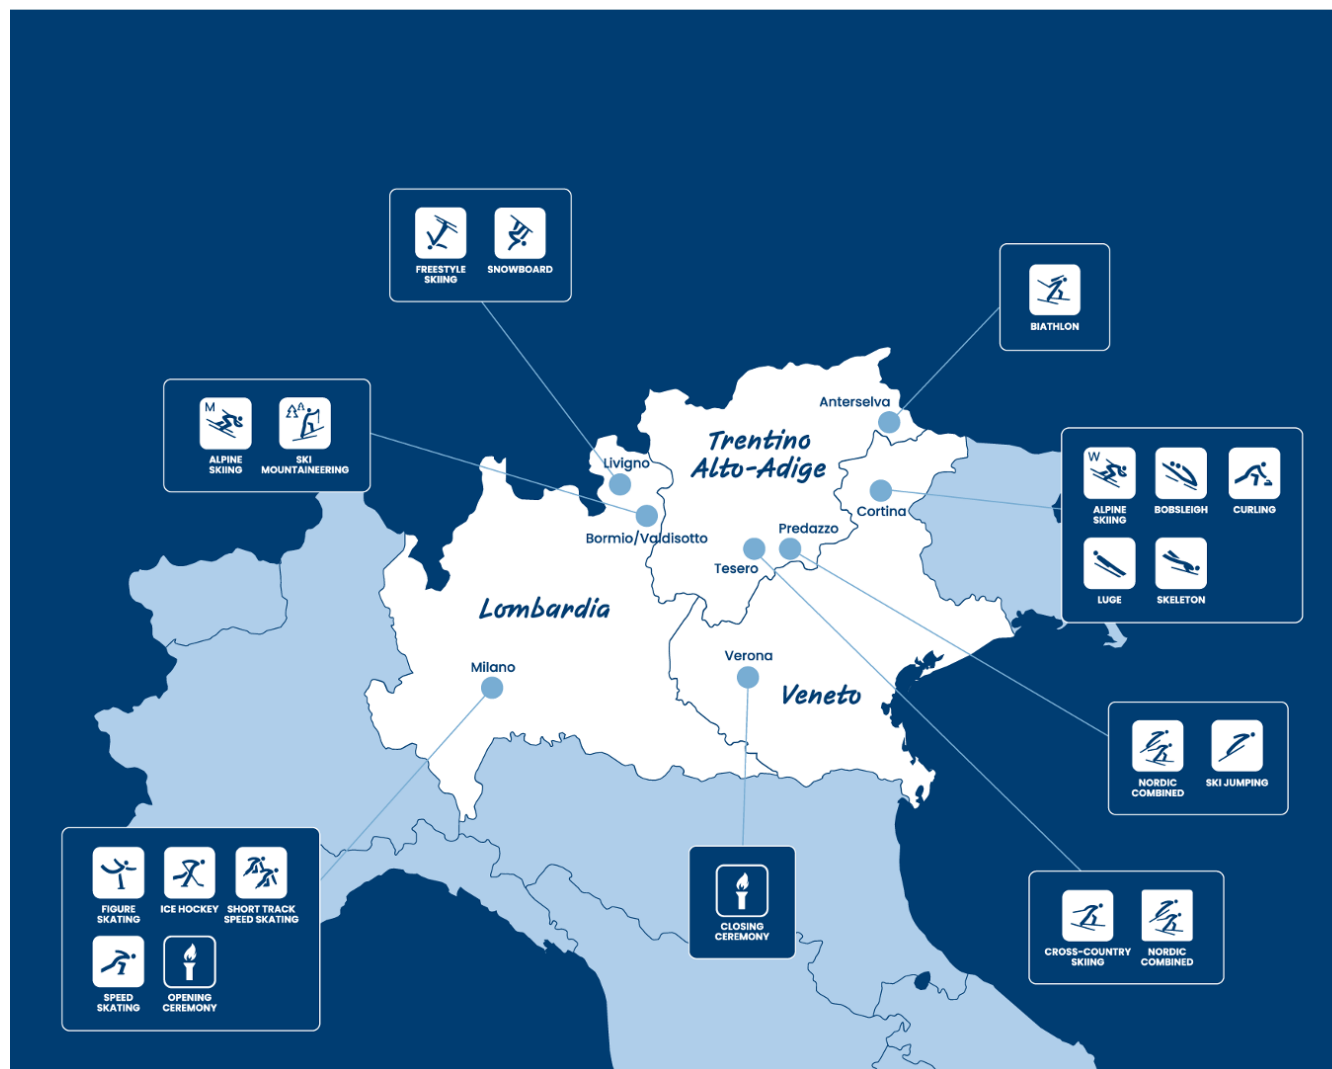 FREESTYLE
SKIING
SNOWBOARD
BIATHLON
M
ALPINE
SKIING
SKI
MOUNTAINEERING
Anterselva
Trentino
Alto-Adige
Livigno
W
ALPINE
SKIING
BOBSLEIGH
CURLING
LUGE
SKELETON
Cortina
Bormio/Valdisotto
Predazzo
Tesero
Lombardia
Milano
Verona
Veneto
NORDIC
COMBINED
SKI JUMPING
FIGURE
SKATING
ICE HOCKEY
SHORT TRACK
SPEED SKATING
SPEED
SKATING
OPENING
CEREMONY
CLOSING
CEREMONY
CROSS-COUNTRY
SKIING
NORDIC
COMBINED